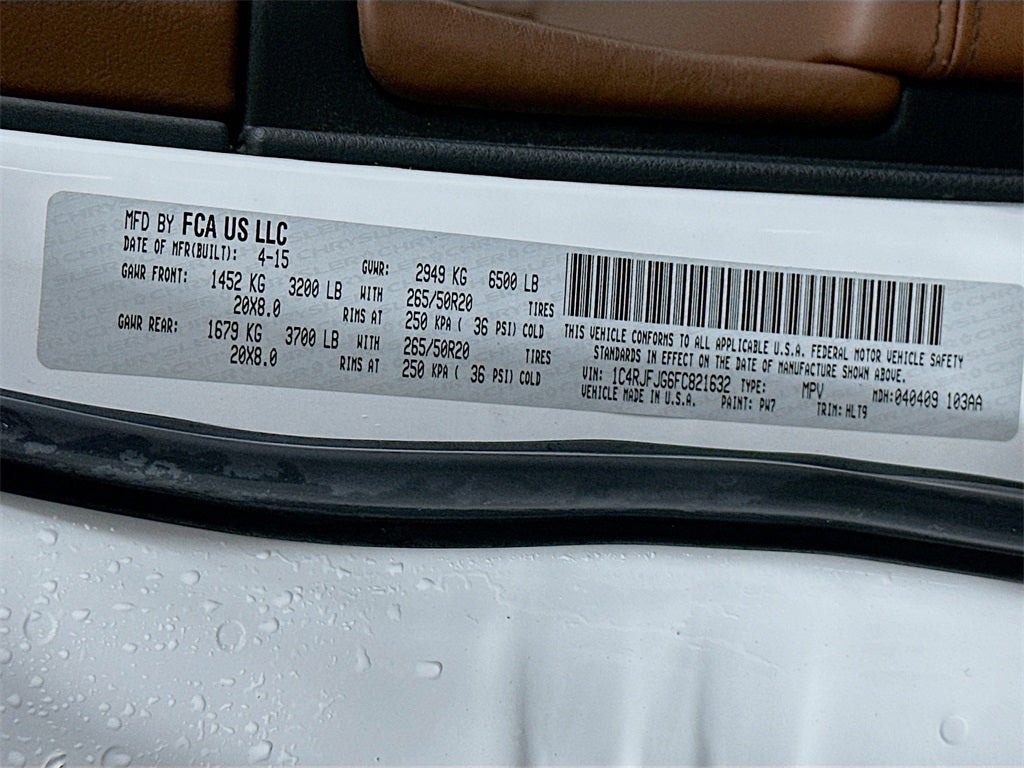 MFD BY FCA US LLC
DATE OF MFR(BUILT): 4-15 GVWR: 2949 KG 6500 LB
GAWR FRONT: 1452 KG 3200 LB WITH 265/50R20 TIRES
20X8.0 RIMS AT 250 KPA ( 36 PSI) COLD
GAWR REAR: 1679 KG 3700 LB WITH 265/50R20 TIRES
20X8.0 RIMS AT 250 KPA ( 36 PSI) COLD
THIS VEHICLE CONFORMS TO ALL APPLICABLE U.S.A. FEDERAL MOTOR VEHICLE SAFETY
STANDARDS IN EFFECT ON THE DATE OF MANUFACTURE SHOWN ABOVE.
VIN: 1C4RJFJG6FC821632 TYPE: MPV MDH:040409 103AA
VEHICLE MADE IN U.S.A. PAINT: PW7 TRIM:HLT9